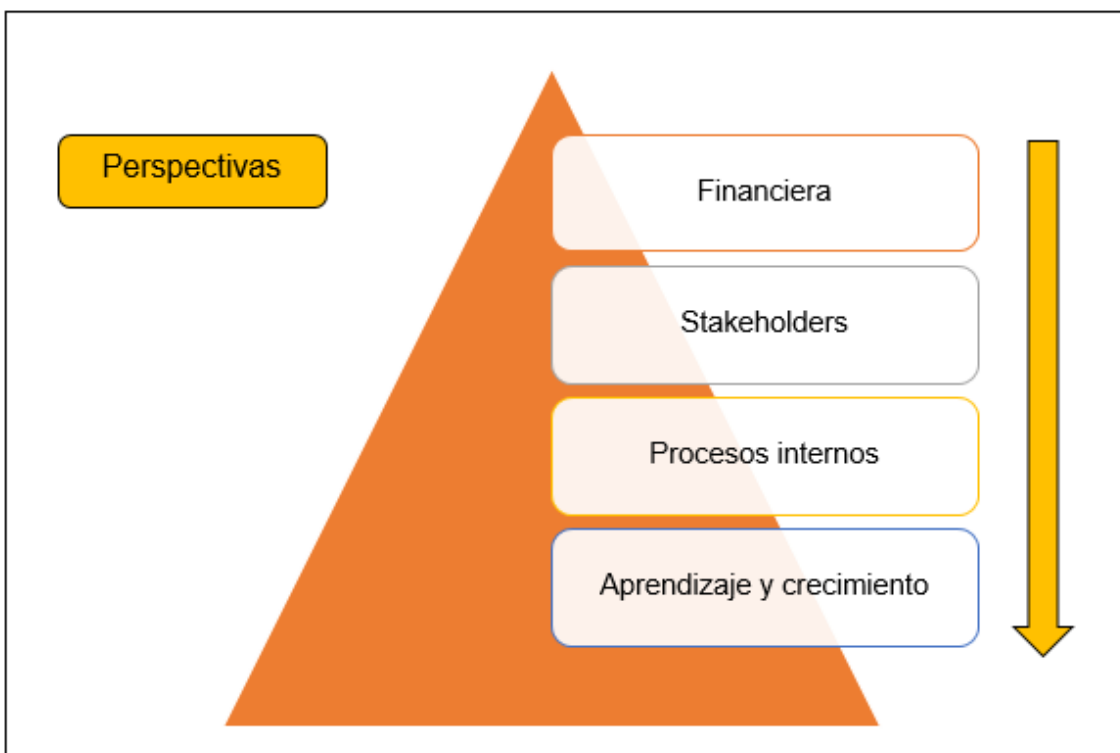 Perspectivas
Financiera
Stakeholders
Procesos internos
Aprendizaje y crecimiento